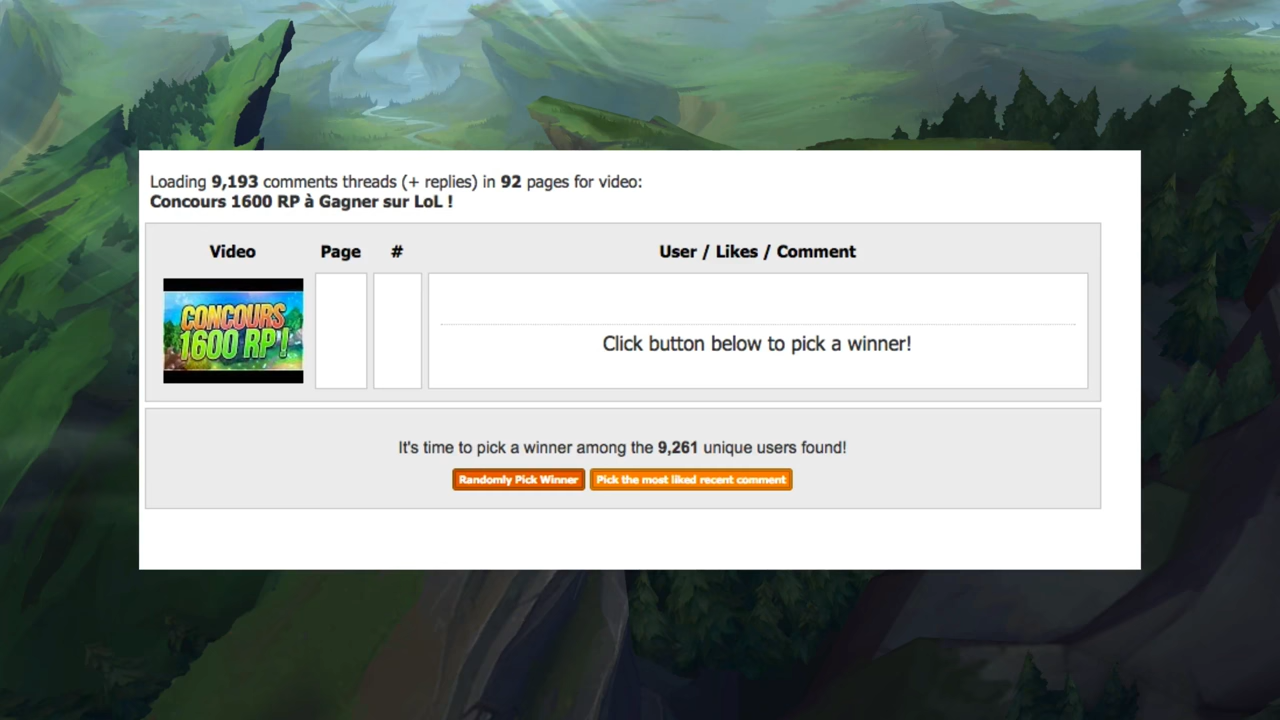 Loading 9,193 comments threads (+ replies) in 92 pages for video:
Concours 1600 RP à Gagner sur LoL !
Video Page # User / Likes / Comment
CONCOURS
1600 RP !
Click button below to pick a winner!
It's time to pick a winner among the 9,261 unique users found!
Randomly Pick Winner Pick the most liked recent comment